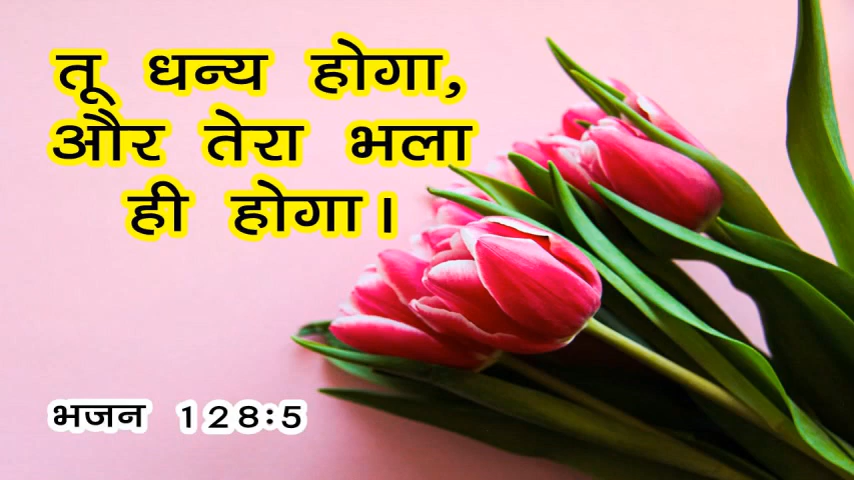 तू धन्य होगा,
और तेरा भला
ही होगा।
भजन 128:5